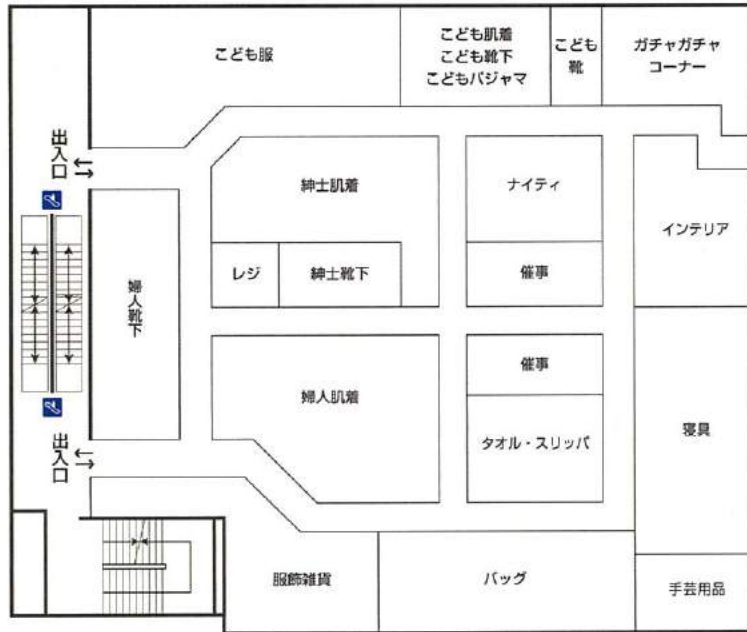 こども服
こども肌着
こども靴下
こどもパジャマ
こども
靴
ガチャガチャ
コーナー
出入口
紳士肌着
ナイティ
インテリア
レジ
紳士靴下
催事
婦人靴下
婦人肌着
催事
タオル・スリッパ
寝具
出入口
服飾雑貨
バッグ
手芸用品